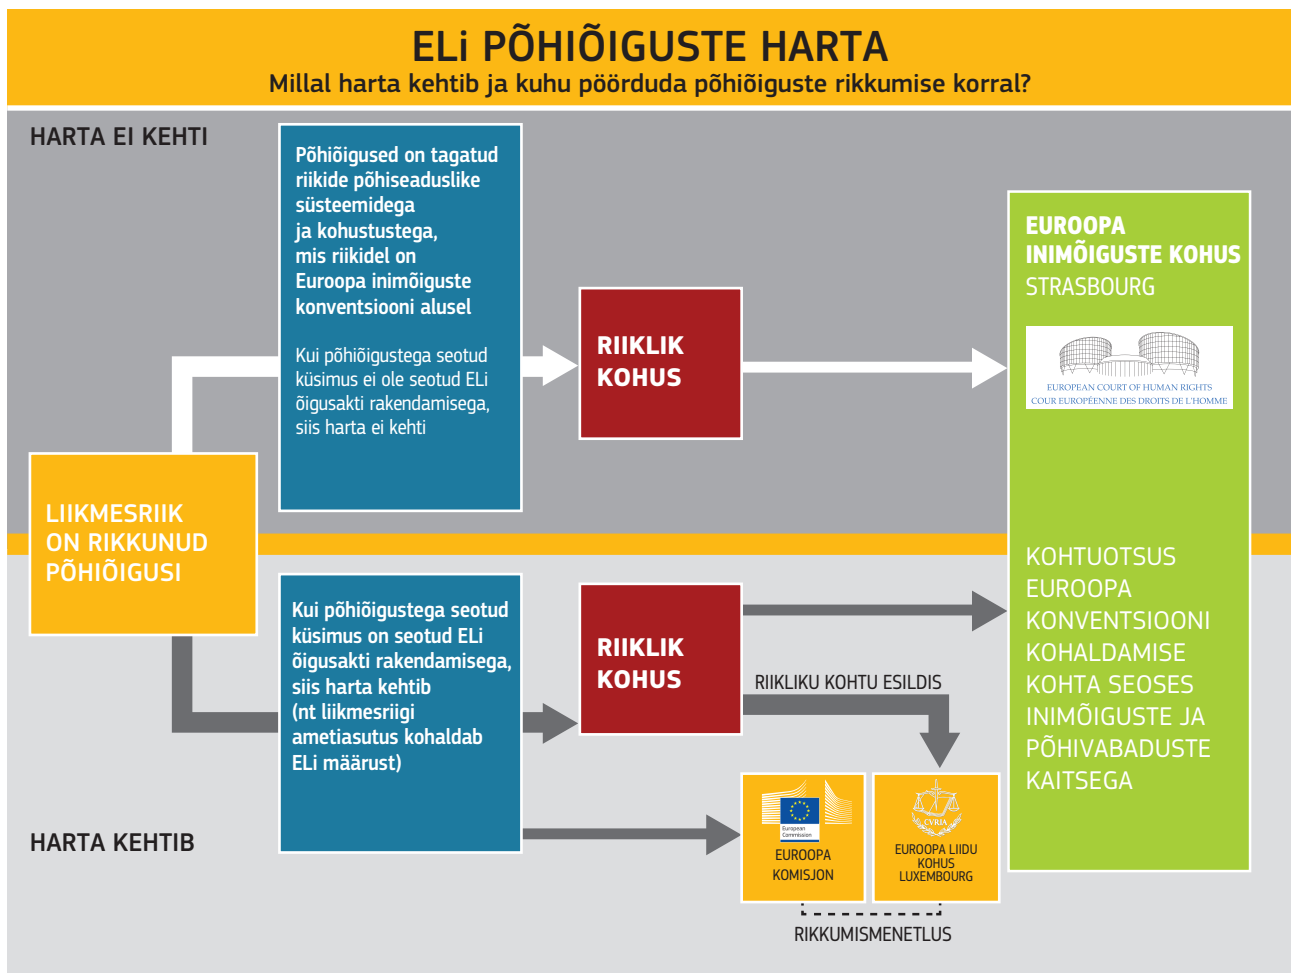 ELi PÕHIÕIGUSTE HARTA
Millal harta kehtib ja kuhu pöörduda põhiõiguste rikkumise korral?
HARTA EI KEHTI
Põhiõigused on tagatud
riikide põhiseaduslike
süsteemidega
ja kohustustega,
mis riikidel on
Euroopa inimõiguste
konventsiooni alusel
Kui põhiõigustega seotud
küsimus ei ole seotud ELi
õigusakti rakendamisega,
siis harta ei kehti
RIIKLIK
KOHUS
EUROOPA
INIMÕIGUSTE KOHUS
STRASBOURG
EUROPEAN COURT OF HUMAN RIGHTS
COUR EUROPÉENNE DES DROITS DE L'HOMME
LIIKMESRIIK
ON RIKKUNUD
PÕHIÕIGUSI
Kui põhiõigustega seotud
küsimus on seotud ELi
õigusakti rakendamisega,
siis harta kehtib
(nt liikmesriigi
ametiasutus kohaldab
ELi määrust)
RIIKLIK
KOHUS
RIIKLIKU KOHTU ESILDIS
KOHTUOTSUS
EUROOPA
KONVENTSIOONI
KOHALDAMISE
KOHTA SEOSES
INIMÕIGUSTE JA
PÕHIVABADUSTE
KAITSEGA
HARTA KEHTIB
European
Commission
EUROOPA
KOMISJON
CVRIA
EUROOPA LIIDU
KOHUS
LUXEMBOURG
RIKKUMISMENETLUS